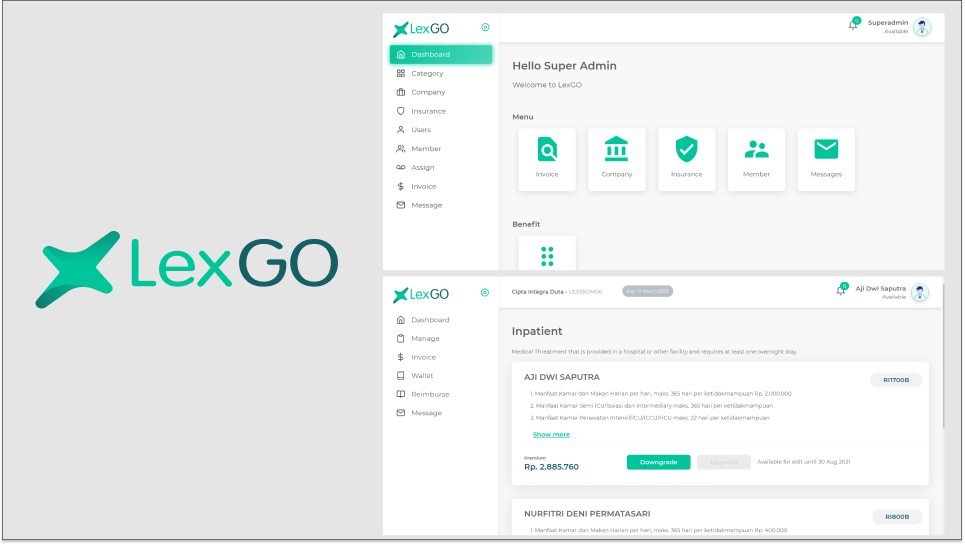 LexGO
LexGO
0
Superadmin
Available
Dashboard
Category
Company
Insurance
Users
Member
Assign
Invoice
Message
Hello Super Admin
Welcome to LexGO
Menu
Invoice
Company
Insurance
Member
Messages
Benefit
LexGO
Cipta Integra Duta - LEX55CM00
0
Aji Dwi Saputra
Available
Dashboard
Manage
Invoice
Wallet
Reimburse
Message
Inpatient
Medical Threatment that is provided in a hospital or other facility and requires at least one overnight stay.
AJI DWI SAPUTRA
RI1700B
1. Manfaat Kamar dan Makan Harian per hari, maks. 365 hari per ketidakmampuan Rp. 2.000.000
2. Manfaat Kamar Semi ICU/Isolasi dan Intermediary maks. 365 hari per ketidakmampuan
3. Manfaat Kamar Perawatan Intensif/ICU/ICCU/HCU maks. 22 hari per ketidakmampuan
Show more
Premium
Rp. 2.885.760
Downgrade
Upgrade
Available for edit until 30 Aug 2021
NURFITRI DENI PERMATASARI
RI800B
1. Manfaat Kamar dan Makan Harian per hari, maks. 365 hari per ketidakmampuan Rp. 400.000